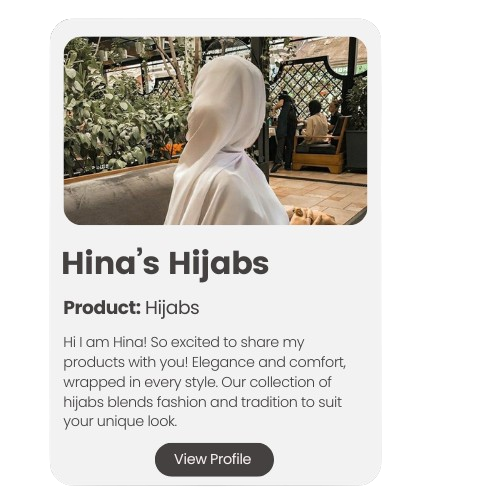 Hina's Hijabs
Product: Hijabs
Hi I am Hina! So excited to share my
products with you! Elegance and comfort,
wrapped in every style. Our collection of
hijabs blends fashion and tradition to suit
your unique look.
View Profile